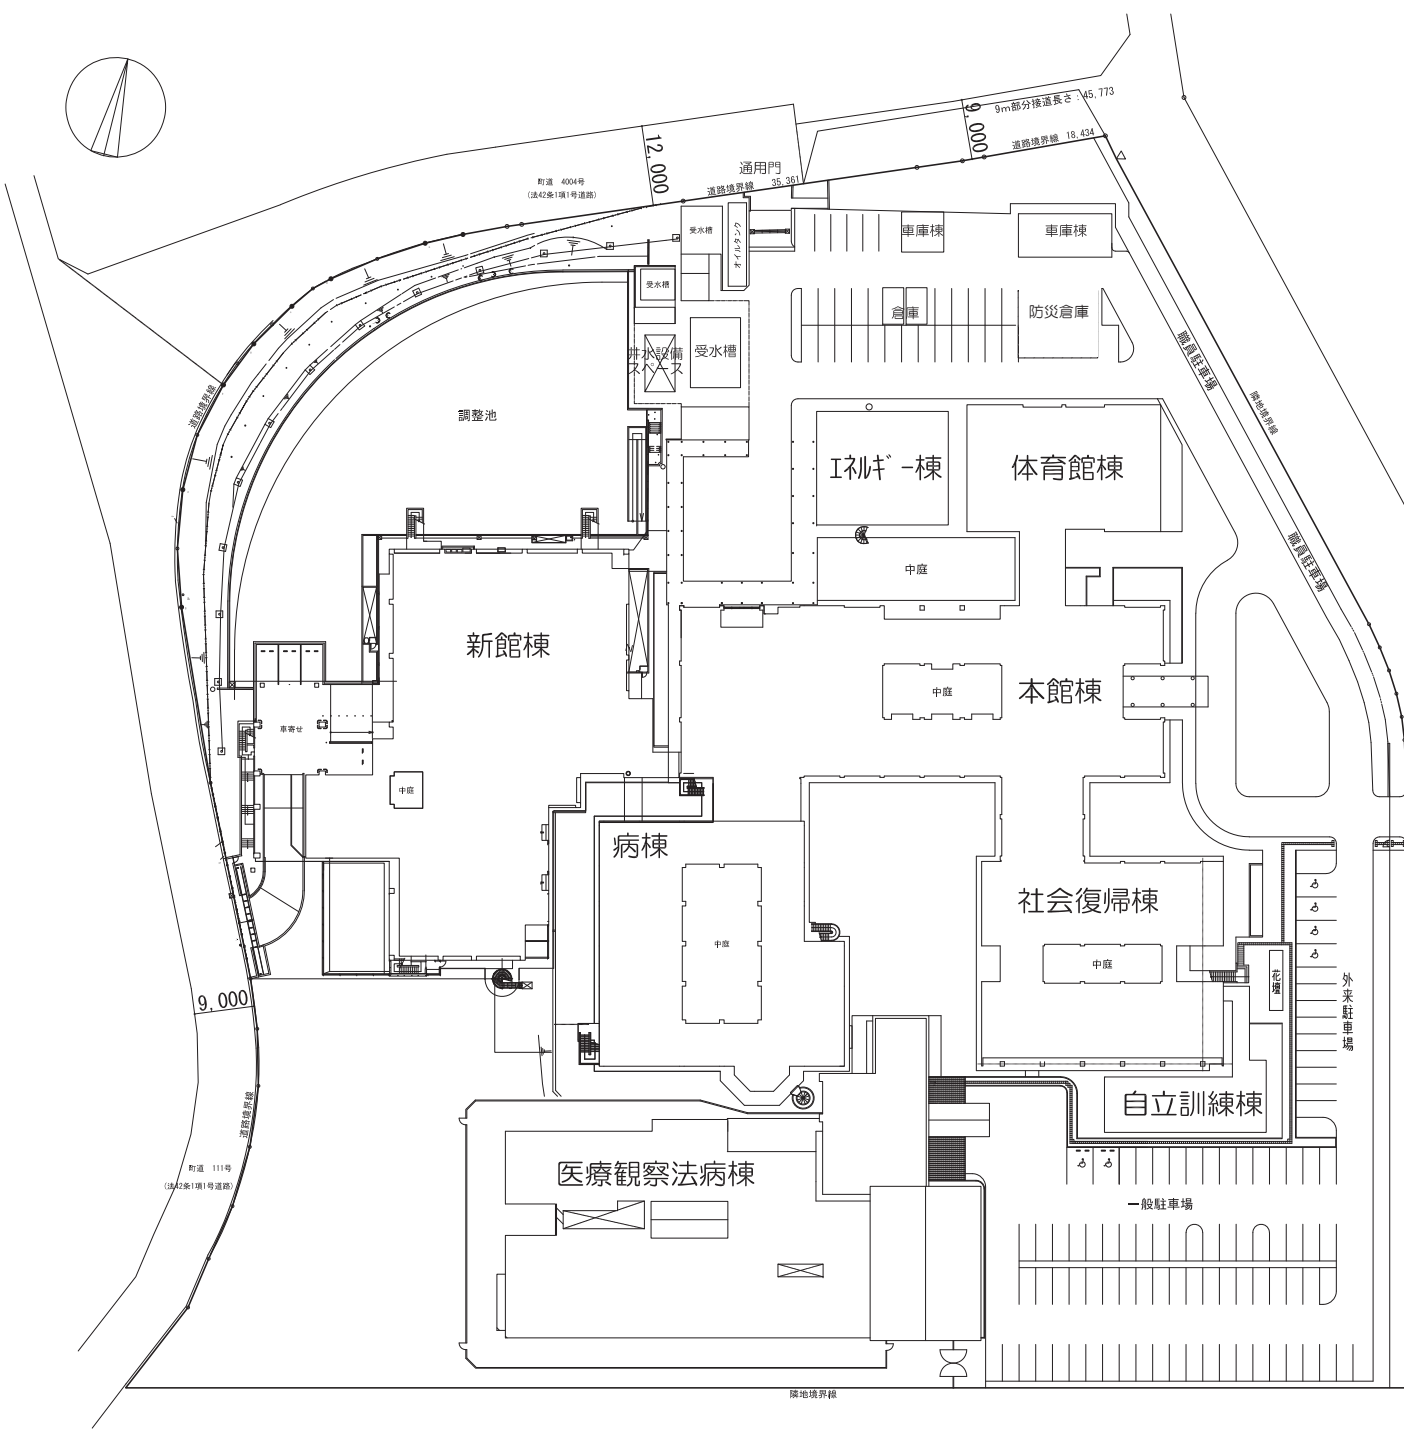 9m部分接道長さ：45,773
9,000
道路境界線 18,434
12,000
通用門
道路境界線 35,361
町道 4004号
(法42条1項1号道路)
受水槽
オイルタンク
車庫棟
車庫棟
受水槽
倉庫
防災倉庫
井水設備
スペース
受水槽
職員駐車場
道路境界線
隣地境界線
調整池
エネルギー棟
体育館棟
職員駐車場
中庭
新館棟
中庭
本館棟
車寄せ
中庭
病棟
社会復帰棟
中庭
中庭
花壇
外来駐車場
9,000
道路境界線
自立訓練棟
町道 111号
(法42条1項1号道路)
医療観察法病棟
一般駐車場
隣地境界線